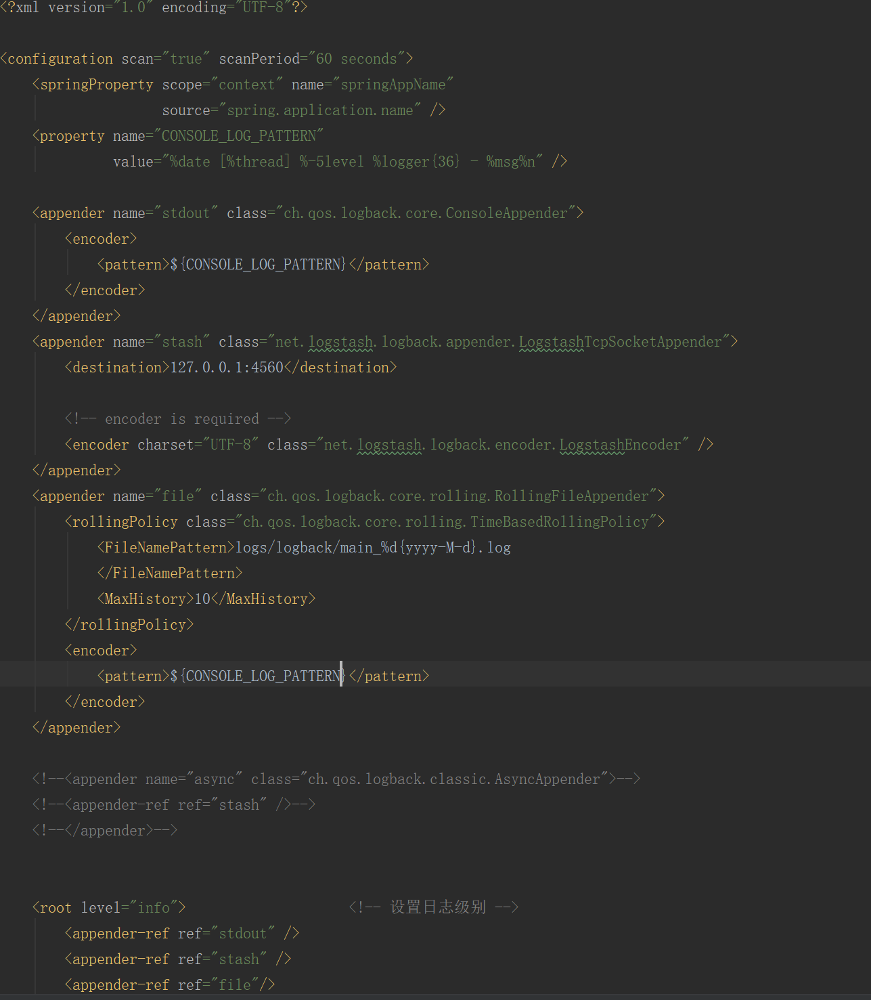 <?xml version="1.0" encoding="UTF-8"?>
<configuration scan="true" scanPeriod="60 seconds">
<springProperty scope="context" name="springAppName"
source="spring.application.name" />
<property name="CONSOLE_LOG_PATTERN"
value="%date [%thread] %-5level %logger{36} - %msg%n" />
<appender name="stdout" class="ch.qos.logback.core.ConsoleAppender">
<encoder>
<pattern>${CONSOLE_LOG_PATTERN}</pattern>
</encoder>
</appender>
<appender name="stash" class="net.logstash.logback.appender.LogstashTcpSocketAppender">
<destination>127.0.0.1:4560</destination>
<!-- encoder is required -->
<encoder charset="UTF-8" class="net.logstash.logback.encoder.LogstashEncoder" />
</appender>
<appender name="file" class="ch.qos.logback.core.rolling.RollingFileAppender">
<rollingPolicy class="ch.qos.logback.core.rolling.TimeBasedRollingPolicy">
<FileNamePattern>logs/logback/main_%d{yyyy-M-d}.log
</FileNamePattern>
<MaxHistory>10</MaxHistory>
</rollingPolicy>
<encoder>
<pattern>${CONSOLE_LOG_PATTERN}</pattern>
</encoder>
</appender>
<!--<appender name="async" class="ch.qos.logback.classic.AsyncAppender">-->
<!--<appender-ref ref="stash" />-->
<!--</appender>-->
<root level="info"> <!-- 设置日志级别 -->
<appender-ref ref="stdout" />
<appender-ref ref="stash" />
<appender-ref ref="file"/>